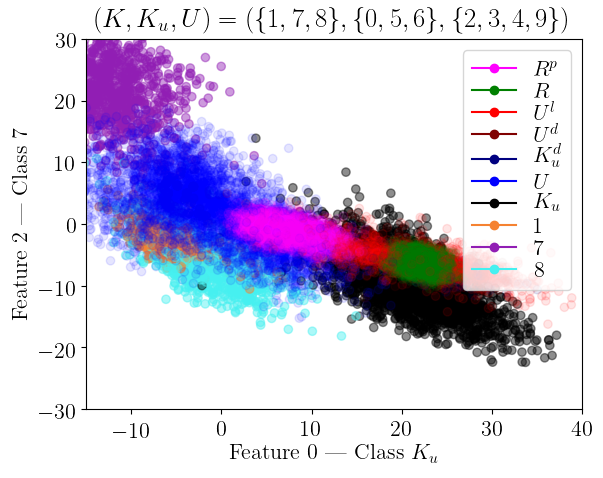 (K, K_u, U) = ({1, 7, 8}, {0, 5, 6}, {2, 3, 4, 9})
30
20
10
0
−10
−20
−30
Feature 2 — Class 7
R^p
R
U^l
U^d
K_u^d
U
K_u
1
7
8
−10
0
10
20
30
40
Feature 0 — Class K_u